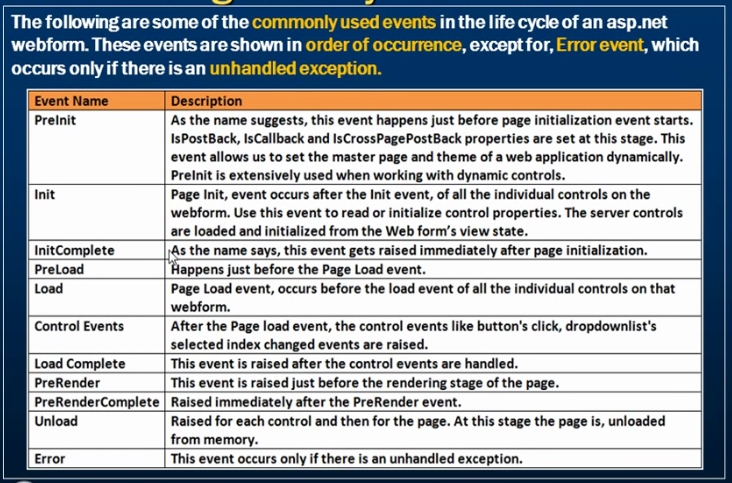 The following are some of the commonly used events in the life cycle of an asp.net
webform. These events are shown in order of occurrence, except for, Error event, which
occurs only if there is an unhandled exception.
Event Name Description
PreInit As the name suggests, this event happens just before page initialization event starts.
IsPostBack, IsCallback and IsCrossPagePostBack properties are set at this stage. This
event allows us to set the master page and theme of a web application dynamically.
PreInit is extensively used when working with dynamic controls.
Init Page Init, event occurs after the Init event, of all the individual controls on the
webform. Use this event to read or initialize control properties. The server controls
are loaded and initialized from the Web form's view state.
InitComplete As the name says, this event gets raised immediately after page initialization.
PreLoad Happens just before the Page Load event.
Load Page Load event, occurs before the load event of all the individual controls on that
webform.
Control Events After the Page load event, the control events like button's click, dropdownlist's
selected index changed events are raised.
Load Complete This event is raised after the control events are handled.
PreRender This event is raised just before the rendering stage of the page.
PreRenderComplete Raised immediately after the PreRender event.
Unload Raised for each control and then for the page. At this stage the page is, unloaded
from memory.
Error This event occurs only if there is an unhandled exception.